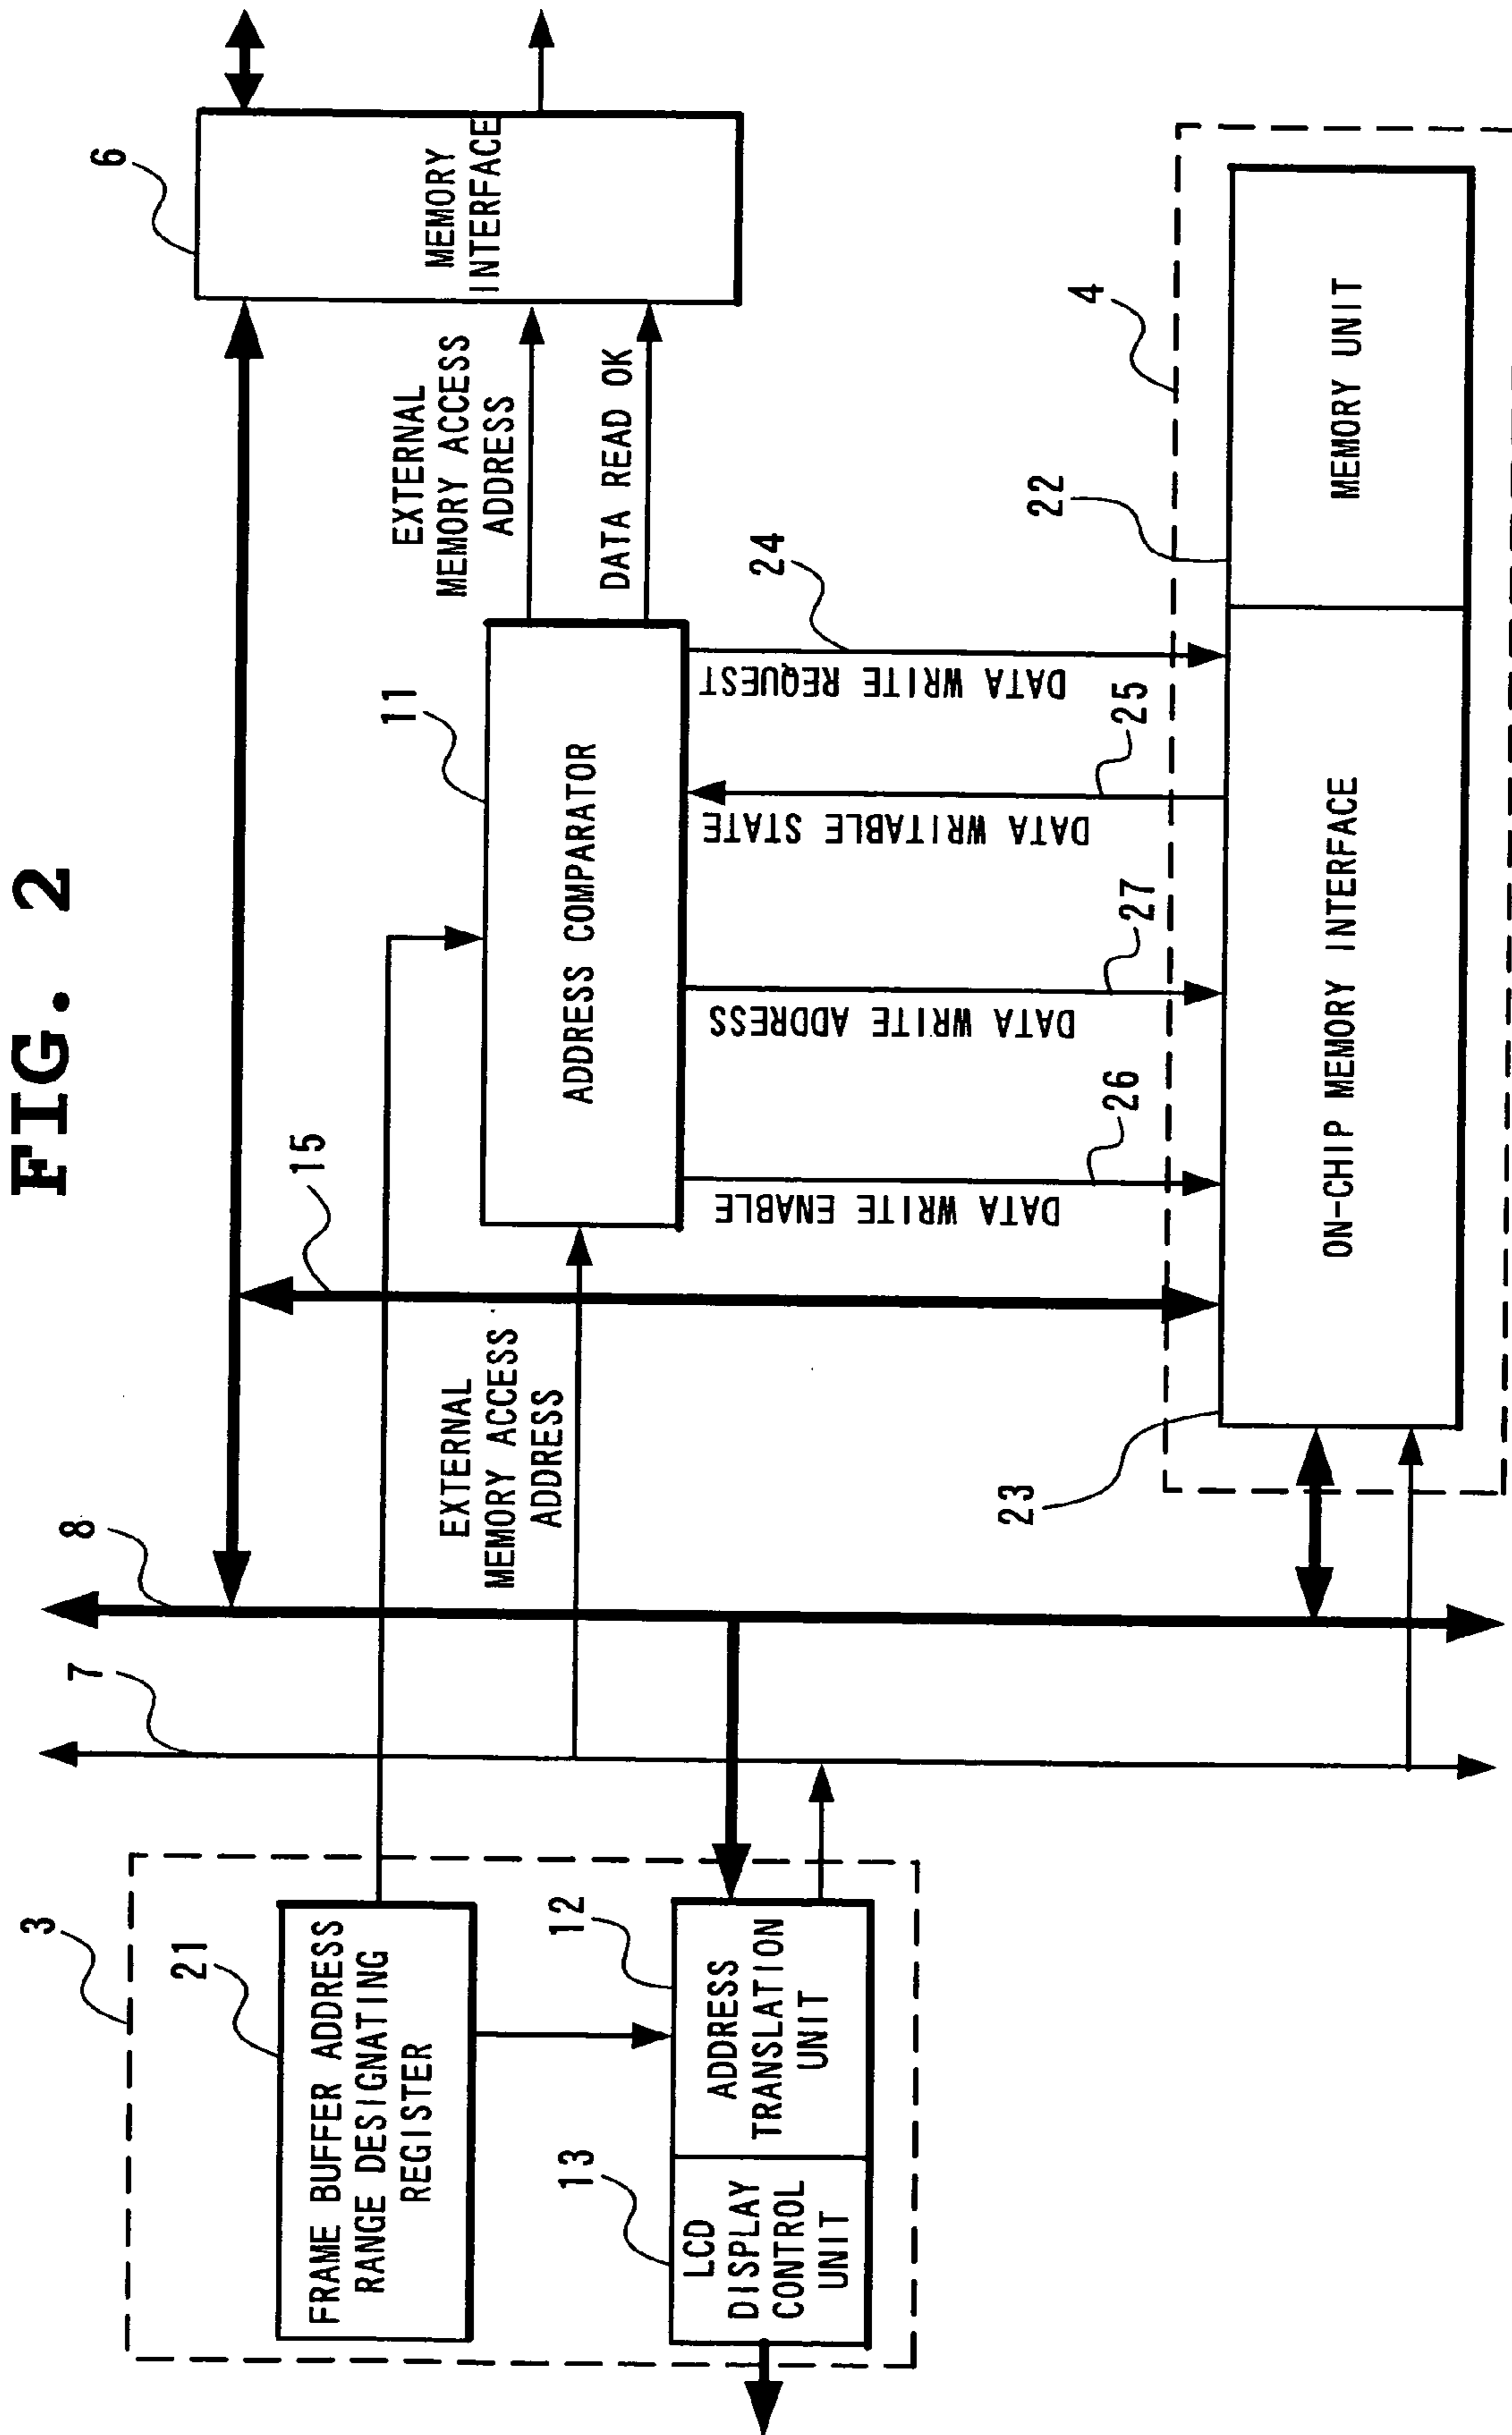 FIG. 2
3
21
FRAME BUFFER ADDRESS
RANGE DESIGNATING
REGISTER
13
LCD
DISPLAY
CONTROL
UNIT
12
ADDRESS
TRANSLATION
UNIT
7
8
15
EXTERNAL
MEMORY ACCESS
ADDRESS
11
ADDRESS COMPARATOR
EXTERNAL
MEMORY ACCESS
ADDRESS
DATA READ OK
6
MEMORY
INTERFACE
DATA WRITE ENABLE
26
DATA WRITE ADDRESS
27
DATA WRITABLE STATE
25
DATA WRITE REQUEST
24
4
23
ON-CHIP MEMORY INTERFACE
22
MEMORY UNIT